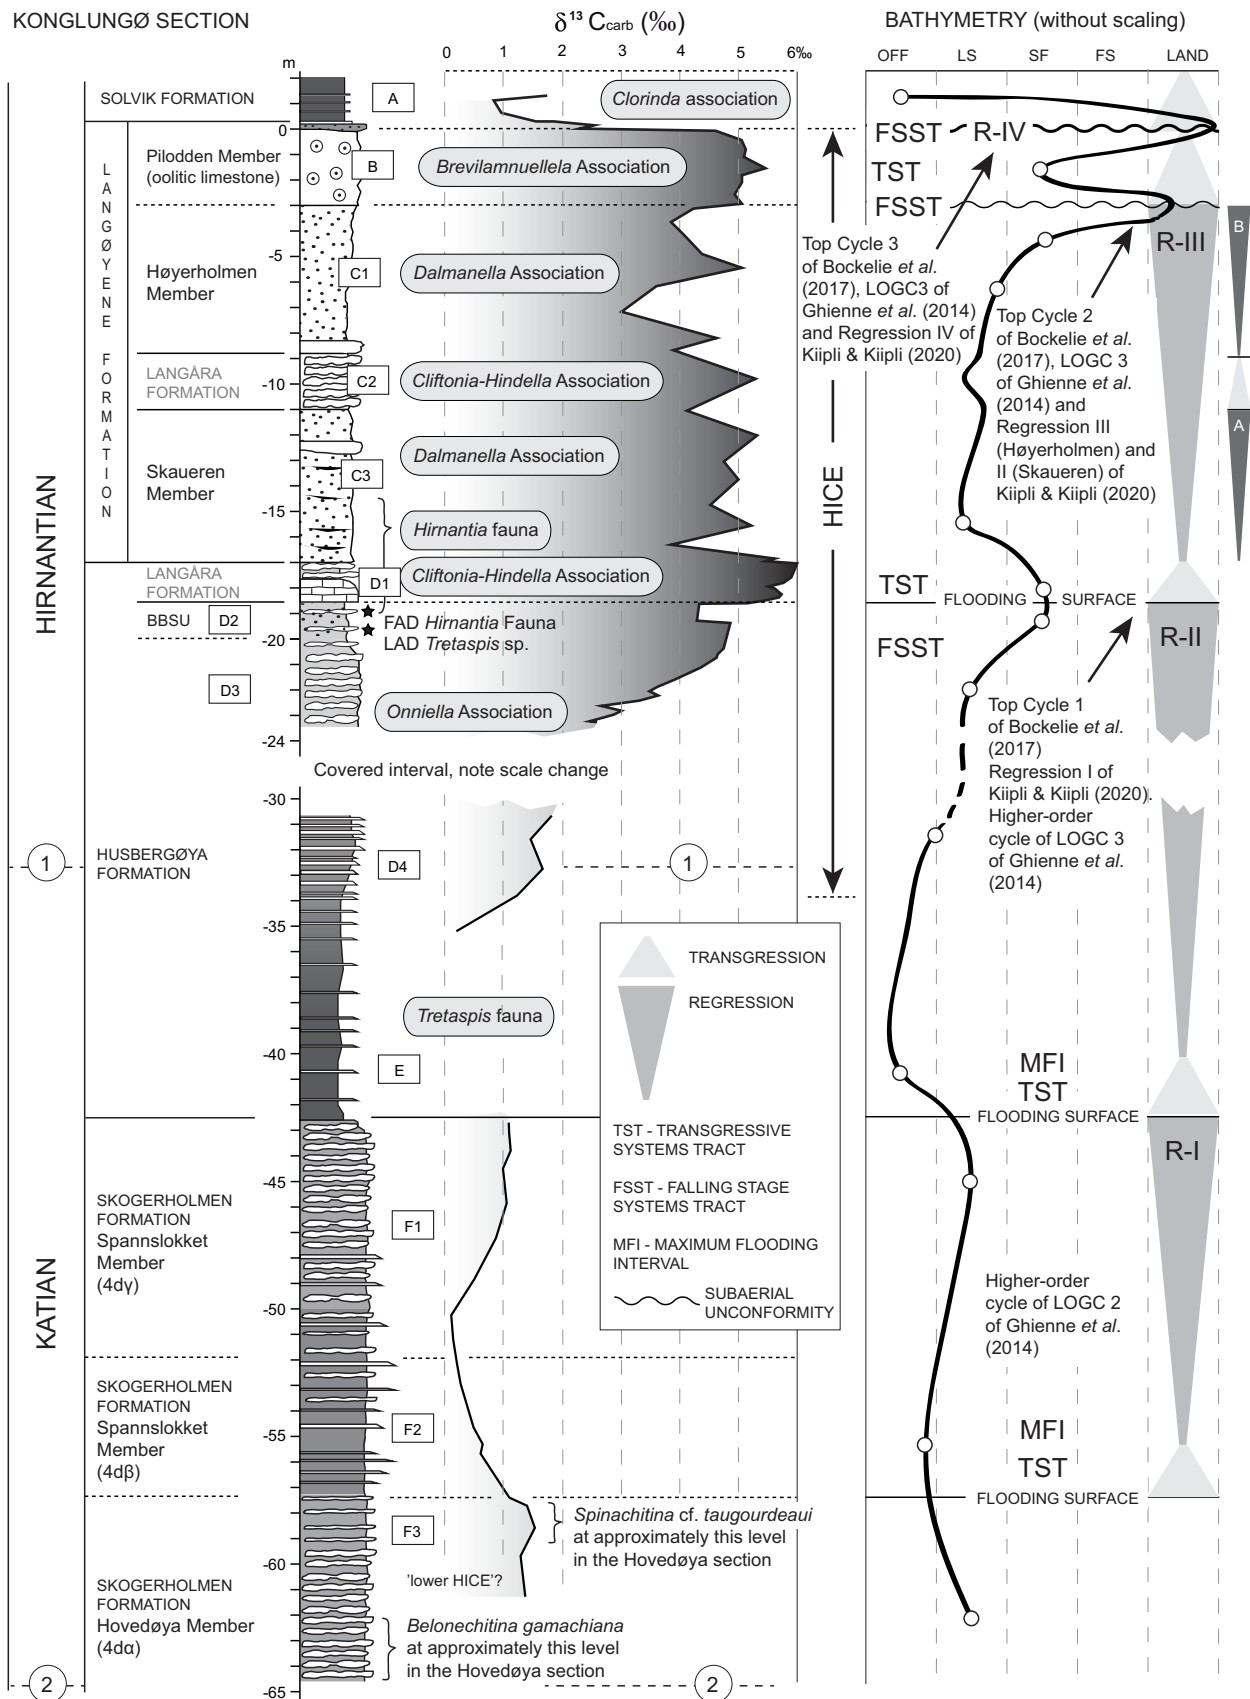 KONGLUNGØ SECTION
δ¹³ Ccarb (‰)
BATHYMETRY (without scaling)
m
0 1 2 3 4 5 6‰
OFF LS SF FS LAND
SOLVIK FORMATION
A
Clorinda association
0
FSST
R-IV
Pilodden Member
(oolitic limestone)
B
Brevilamnuellela Association
TST
FSST
LANGØYENE FORMATION
Høyerholmen
Member
-5
C1
Dalmanella Association
Top Cycle 3
of Bockelie et al.
(2017), LOGC3 of
Ghienne et al. (2014)
and Regression IV of
Kiipli & Kiipli (2020)
R-III
B
Top Cycle 2
of Bockelie et al.
(2017), LOGC 3
of Ghienne et al.
(2014) and
Regression III
(Høyerholmen) and
II (Skaueren) of
Kiipli & Kiipli (2020)
A
LANGÅRA
FORMATION
-10
C2
Cliftonia-Hindella Association
Skaueren
Member
C3
Dalmanella Association
HICE
HIRNANTIAN
-15
Hirnantia fauna
LANGÅRA
FORMATION
D1
Cliftonia-Hindella Association
TST
FLOODING SURFACE
BBSU
D2
-20
FAD Hirnantia Fauna
LAD Tretaspis sp.
FSST
R-II
D3
Onniella Association
-24
Top Cycle 1
of Bockelie et al.
(2017)
Regression I of
Kiipli & Kiipli (2020).
Higher-order
cycle of LOGC 3
of Ghienne et al.
(2014)
Covered interval, note scale change
-30
1
HUSBERGØYA
FORMATION
D4
1
-35
TRANSGRESSION
REGRESSION
Tretaspis fauna
-40
E
MFI
TST
FLOODING SURFACE
TST - TRANSGRESSIVE
SYSTEMS TRACT
R-I
FSST - FALLING STAGE
SYSTEMS TRACT
MFI - MAXIMUM FLOODING
INTERVAL
SUBAERIAL
UNCONFORMITY
-45
KATIAN
SKOGERHOLMEN
FORMATION
Spannslokket
Member
(4dγ)
F1
-50
Higher-order
cycle of LOGC 2
of Ghienne et al.
(2014)
SKOGERHOLMEN
FORMATION
Spannslokket
Member
(4dβ)
F2
-55
MFI
TST
FLOODING SURFACE
F3
Spinachitina cf. taugourdeaui
at approximately this level
in the Hovedøya section
-60
'lower HICE'?
SKOGERHOLMEN
FORMATION
Hovedøya Member
(4dα)
Belonechitina gamachiana
at approximately this level
in the Hovedøya section
2
-65
2